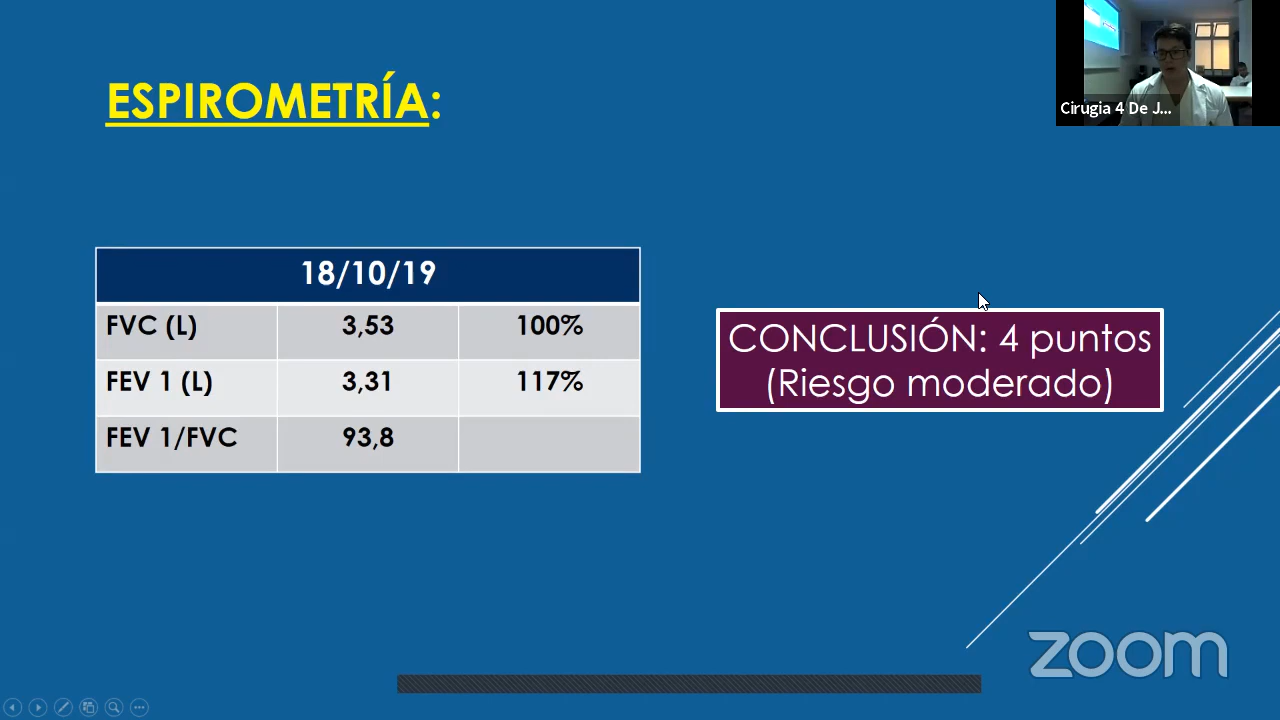 ESPIROMETRÍA:
Cirugia 4 De J...
18/10/19
FVC (L) 3,53 100%
FEV 1 (L) 3,31 117%
FEV 1/FVC 93,8
CONCLUSIÓN: 4 puntos
(Riesgo moderado)
zoom